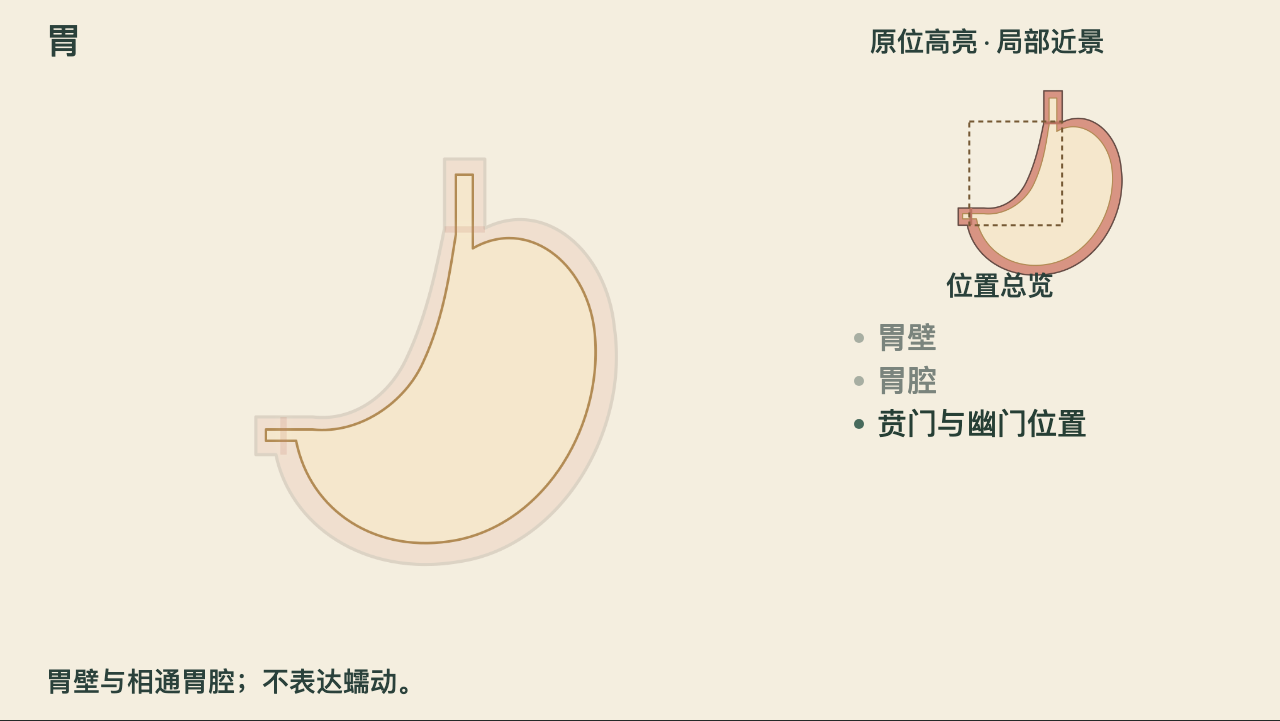 胃
原位高亮 · 局部近景
位置总览
胃壁
胃腔
贲门与幽门位置
胃壁与相通胃腔；不表达蠕动。